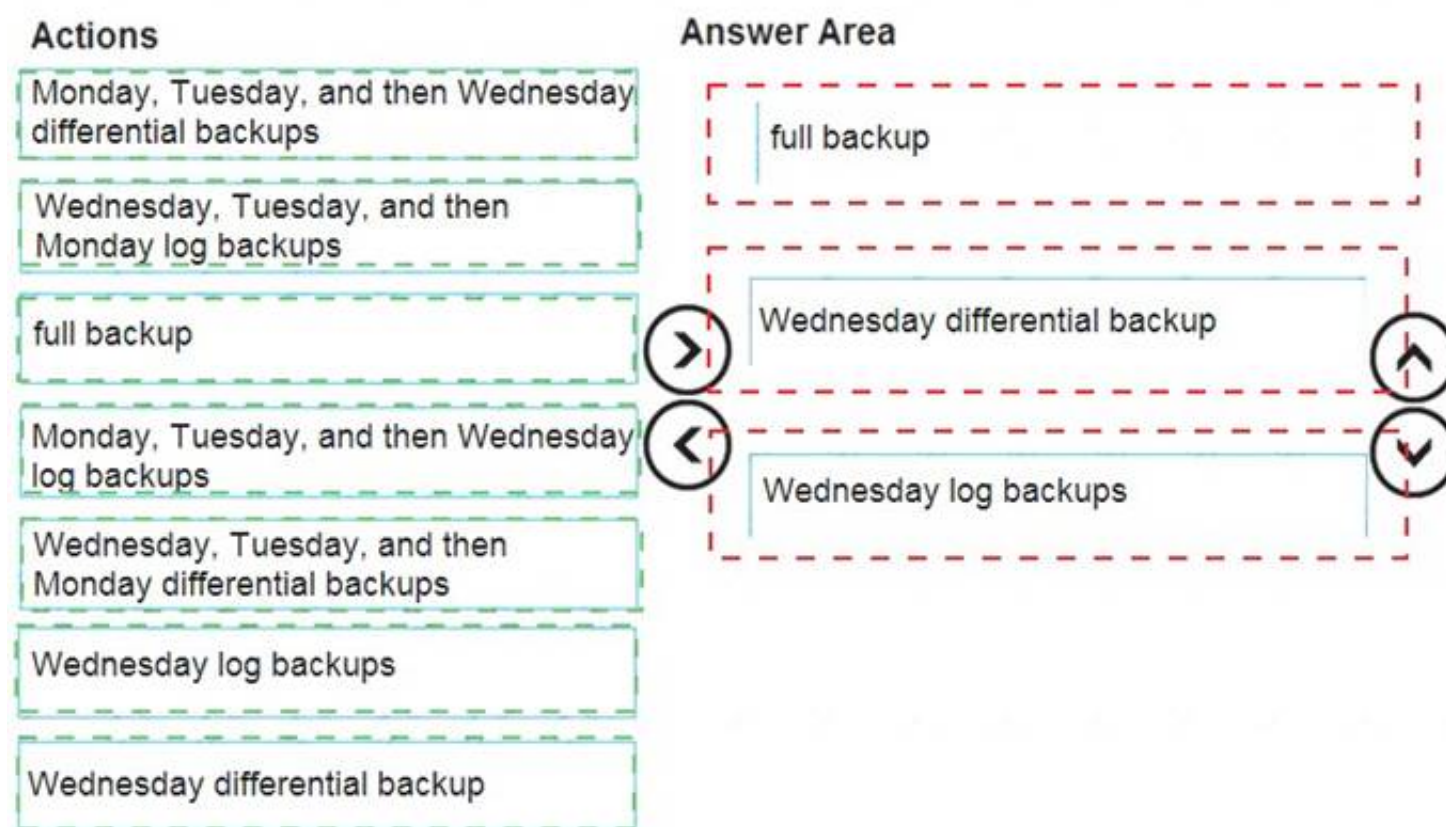 Actions
Monday, Tuesday, and then Wednesday
differential backups
Wednesday, Tuesday, and then
Monday log backups
full backup
Monday, Tuesday, and then Wednesday
log backups
Wednesday, Tuesday, and then
Monday differential backups
Wednesday log backups
Wednesday differential backup
Answer Area
full backup
Wednesday differential backup
Wednesday log backups